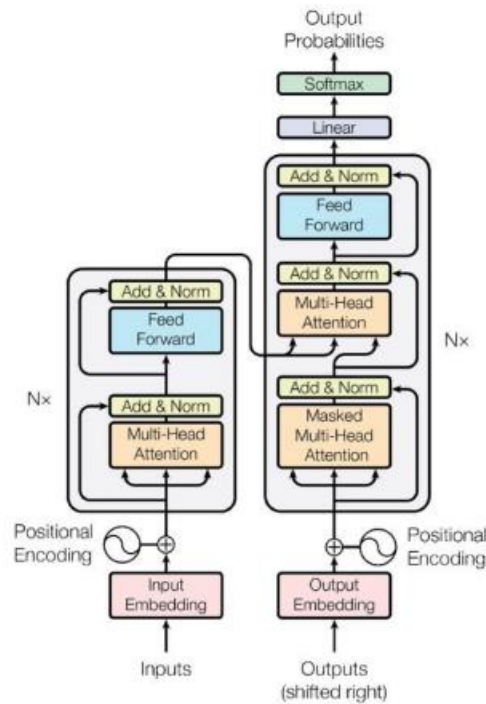 Output
Probabilities
Softmax
Linear
Add & Norm
Feed
Forward
Add & Norm
Multi-Head
Attention
Add & Norm
Masked
Multi-Head
Attention
Nx
Add & Norm
Feed
Forward
Add & Norm
Multi-Head
Attention
Nx
Positional
Encoding
Positional
Encoding
Input
Embedding
Output
Embedding
Inputs
Outputs
(shifted right)